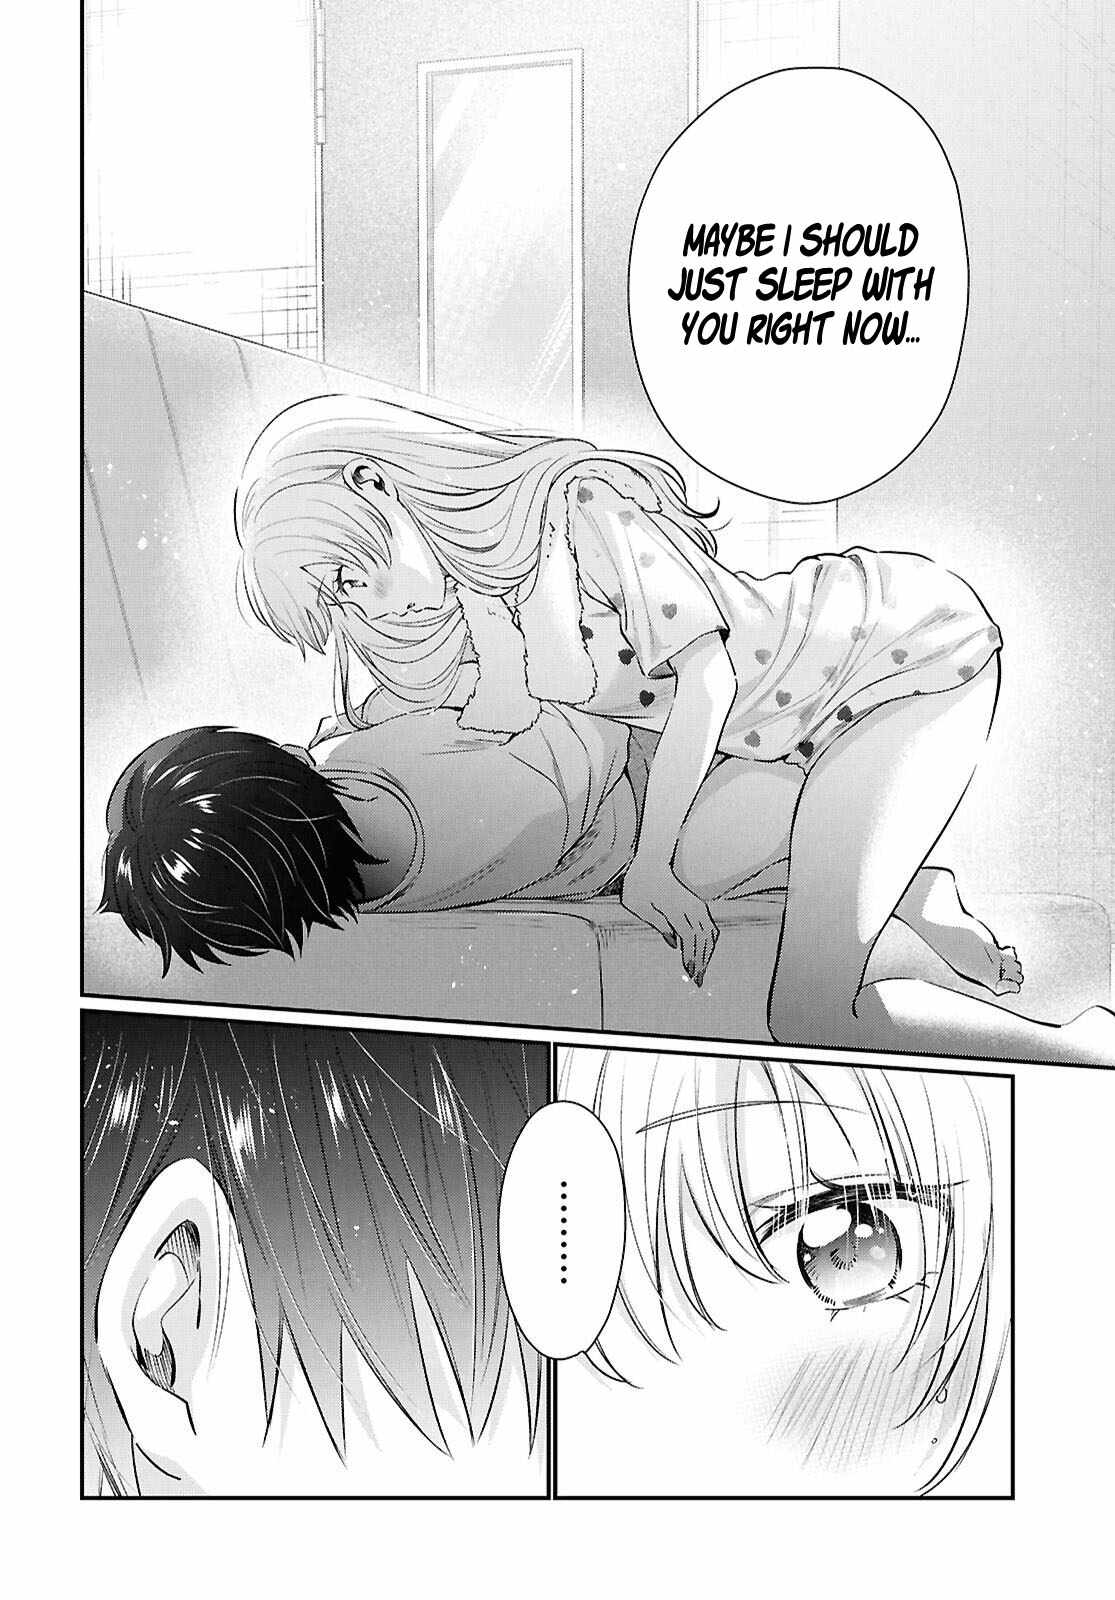 MAYBE I SHOULD
JUST SLEEP WITH
YOU RIGHT NOW...
.........